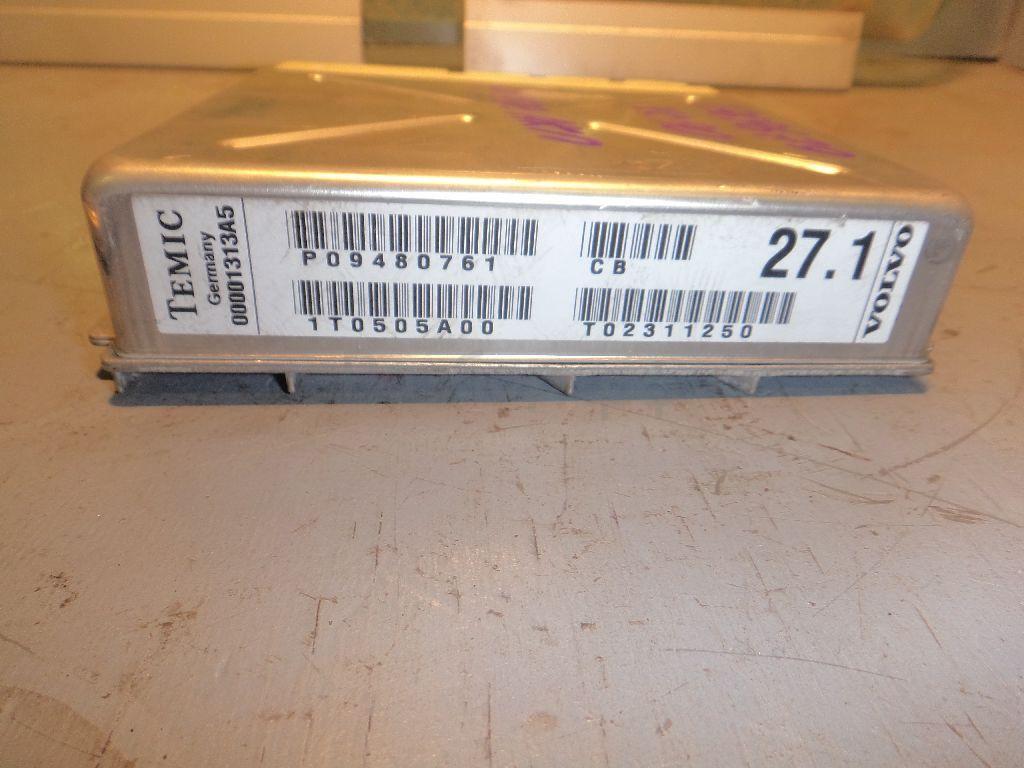 TEMIC
Germany
00001313A5
P09480761
1T0505A00
CB
T02311250
27.1
VOLVO